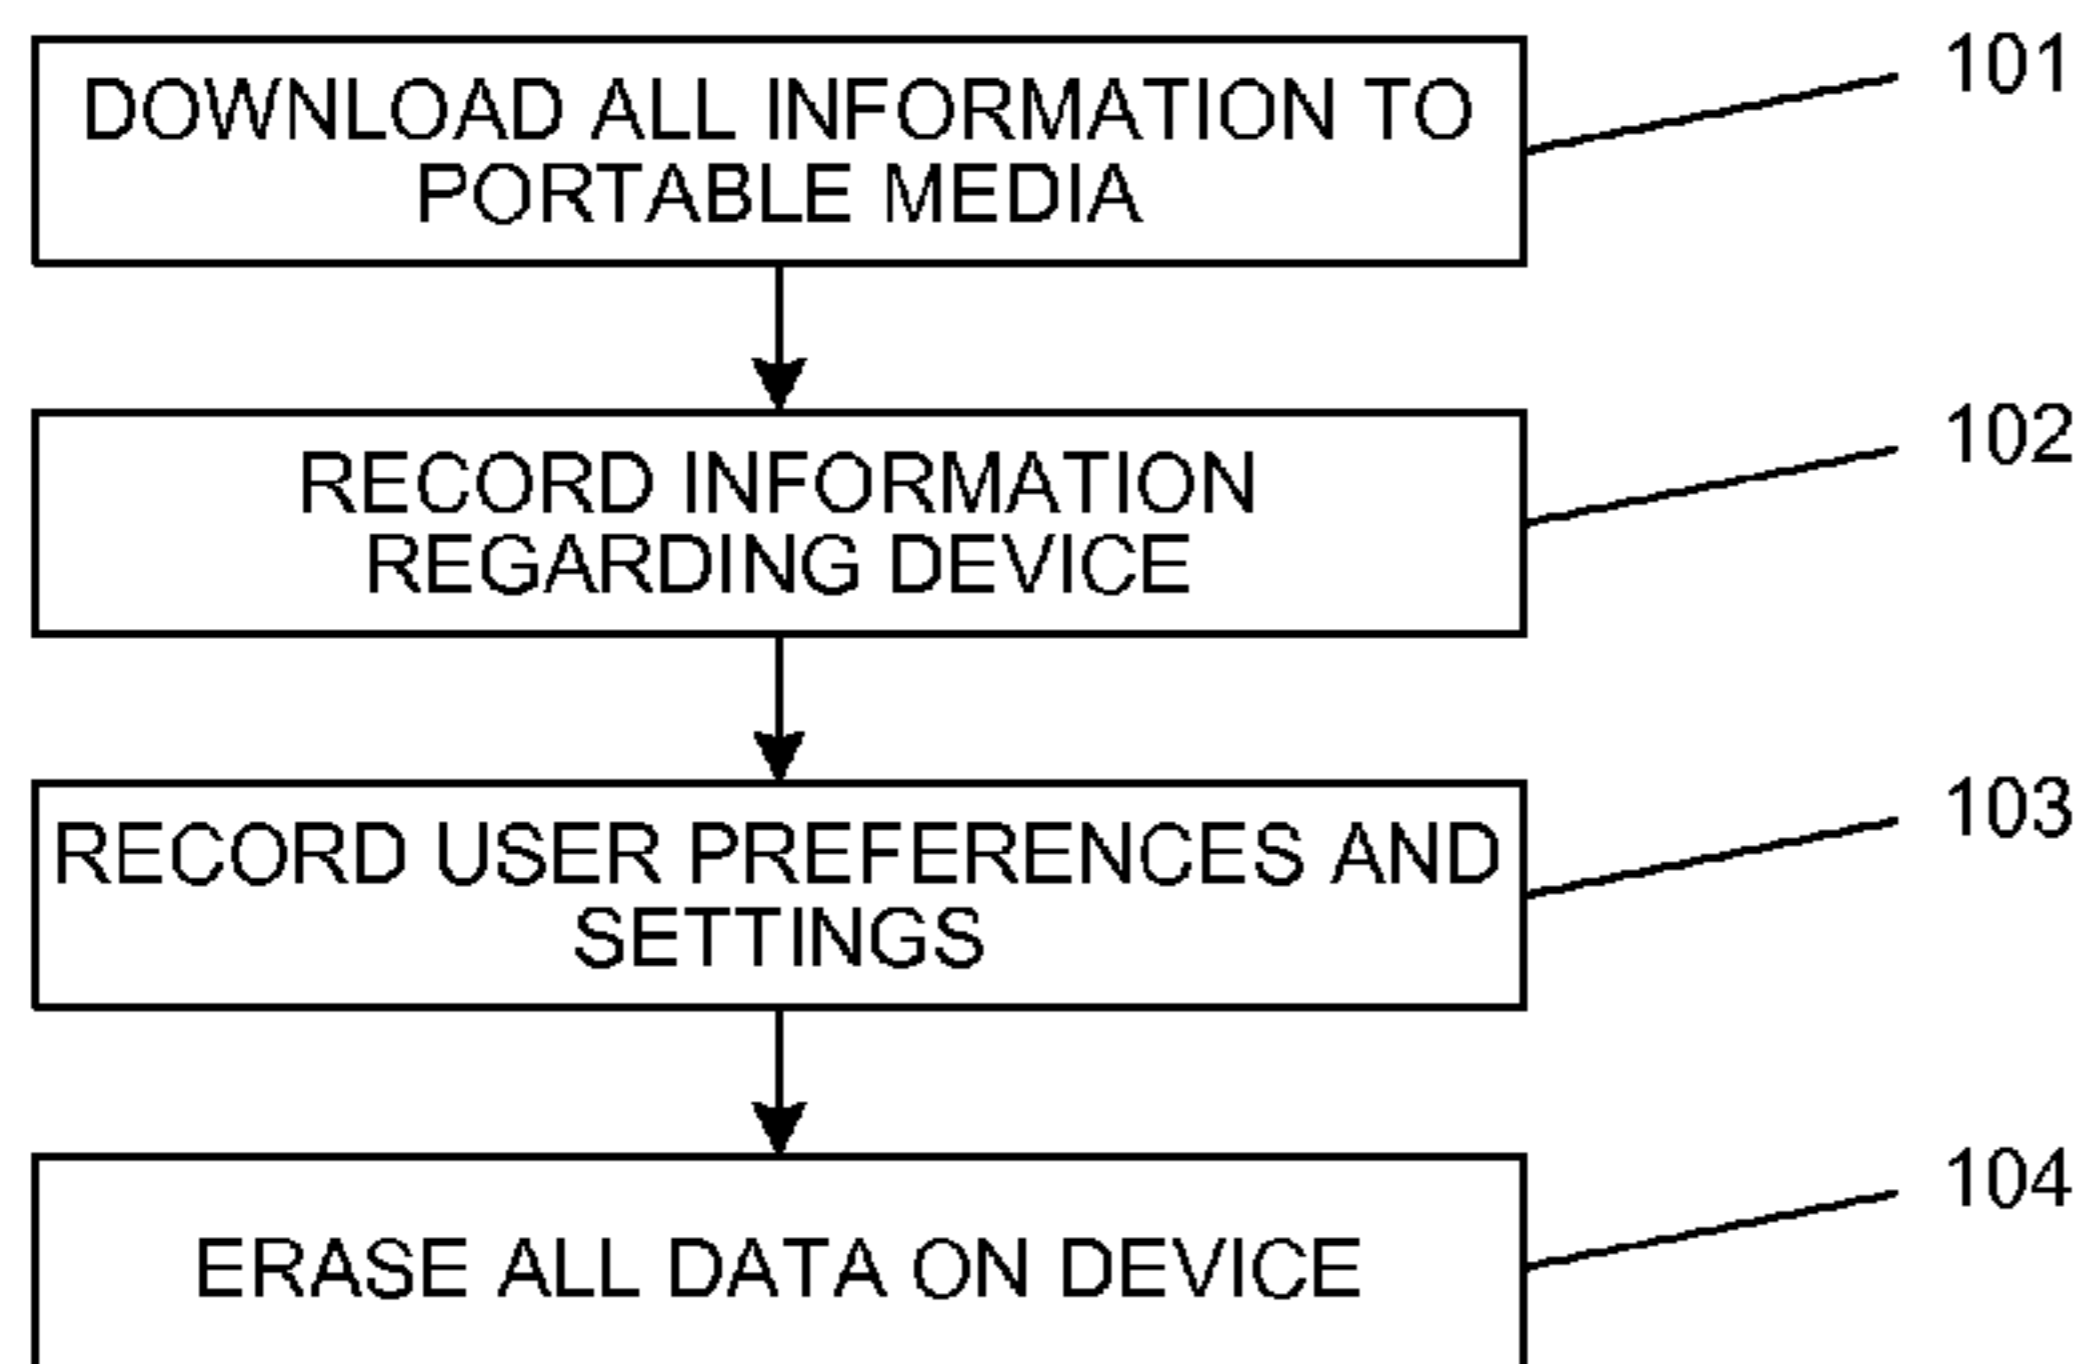 DOWNLOAD ALL INFORMATION TO
PORTABLE MEDIA
101
RECORD INFORMATION
REGARDING DEVICE
102
RECORD USER PREFERENCES AND
SETTINGS
103
ERASE ALL DATA ON DEVICE
104